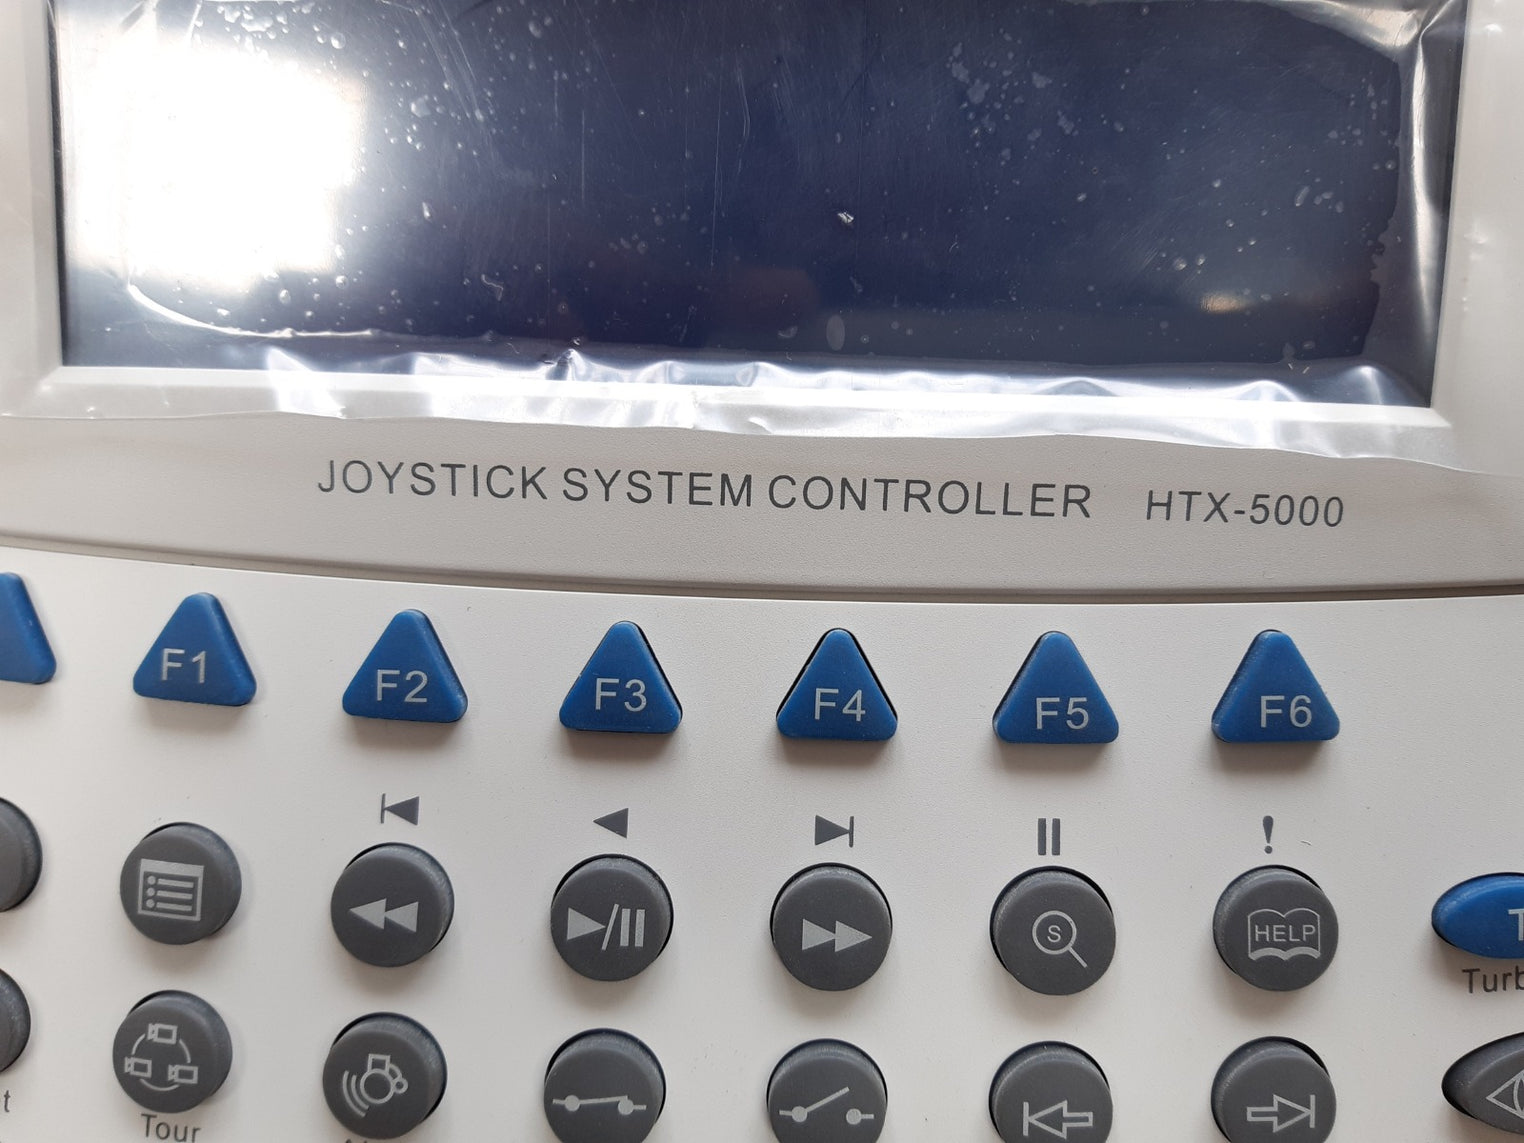 JOYSTICK SYSTEM CONTROLLER HTX-5000
F1 F2 F3 F4 F5 F6
S HELP
Tour